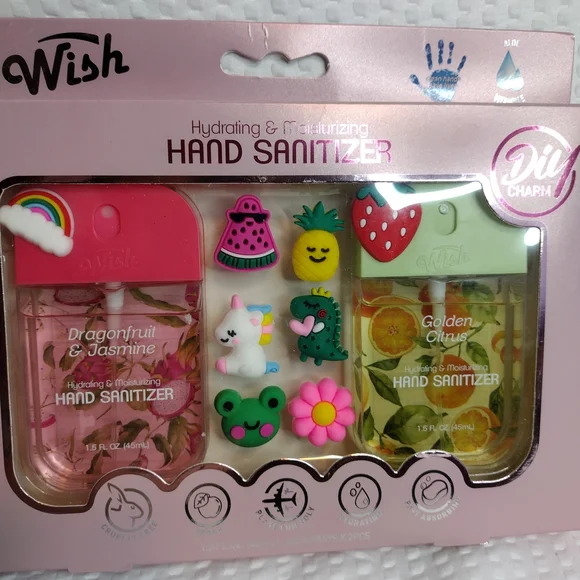 Wish
Hydrating & Moisturizing
HAND SANITIZER
Diy
CHARM
Wish
Dragonfruit
& Jasmine
Hydrating & Moisturizing
HAND SANITIZER
1.5 FL. OZ (45mL)
Wish
Golden
Citrus
Hydrating & Moisturizing
HAND SANITIZER
1.5 FL. OZ (45mL)